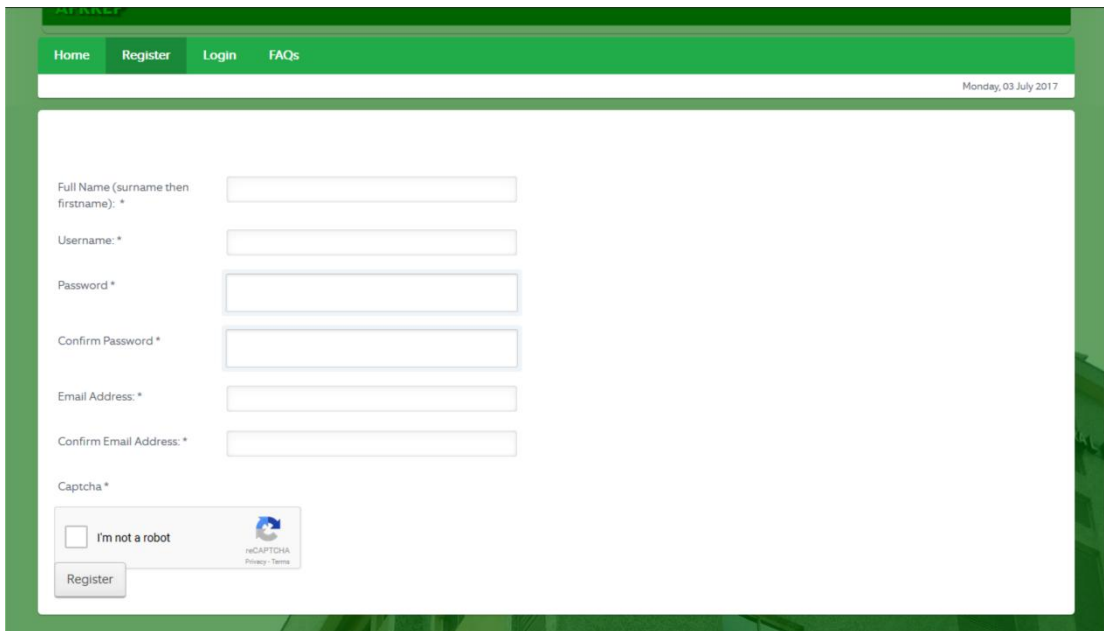 Home Register Login FAQs
Monday, 03 July 2017
Full Name (surname then
firstname): *
Username: *
Password *
Confirm Password *
Email Address: *
Confirm Email Address: *
Captcha *
I'm not a robot
reCAPTCHA
Privacy - Terms
Register